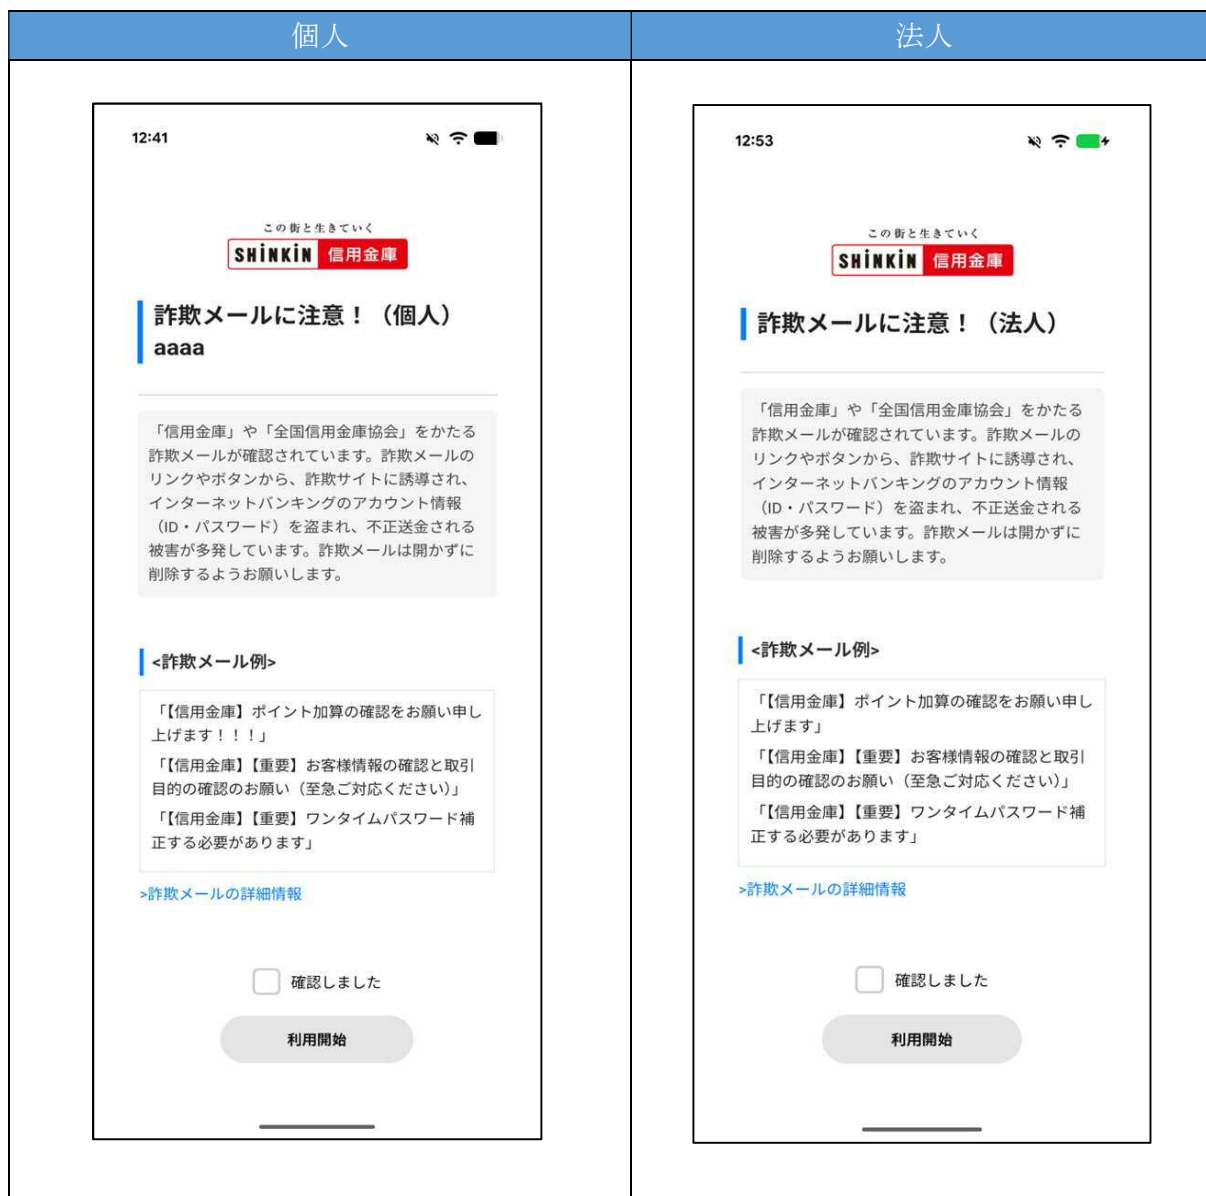 個人
12:41
この街と生きていく
SHINKIN 信用金庫
詐欺メールに注意！（個人）
aaaa
「信用金庫」や「全国信用金庫協会」をかたる
詐欺メールが確認されています。詐欺メールの
リンクやボタンから、詐欺サイトに誘導され、
インターネットバンキングのアカウント情報
（ID・パスワード）を盗まれ、不正送金される
被害が多発しています。詐欺メールは開かずに
削除するようお願いします。
<詐欺メール例>
「【信用金庫】ポイント加算の確認をお願い申し
上げます！！！」
「【信用金庫】【重要】お客様情報の確認と取引
目的の確認のお願い（至急ご対応ください）」
「【信用金庫】【重要】ワンタイムパスワード補
正する必要があります」
>詐欺メールの詳細情報
確認しました
利用開始
法人
12:53
この街と生きていく
SHINKIN 信用金庫
詐欺メールに注意！（法人）
「信用金庫」や「全国信用金庫協会」をかたる
詐欺メールが確認されています。詐欺メールの
リンクやボタンから、詐欺サイトに誘導され、
インターネットバンキングのアカウント情報
（ID・パスワード）を盗まれ、不正送金される
被害が多発しています。詐欺メールは開かずに
削除するようお願いします。
<詐欺メール例>
「【信用金庫】ポイント加算の確認をお願い申し
上げます」
「【信用金庫】【重要】お客様情報の確認と取引
目的の確認のお願い（至急ご対応ください）」
「【信用金庫】【重要】ワンタイムパスワード補
正する必要があります」
>詐欺メールの詳細情報
確認しました
利用開始